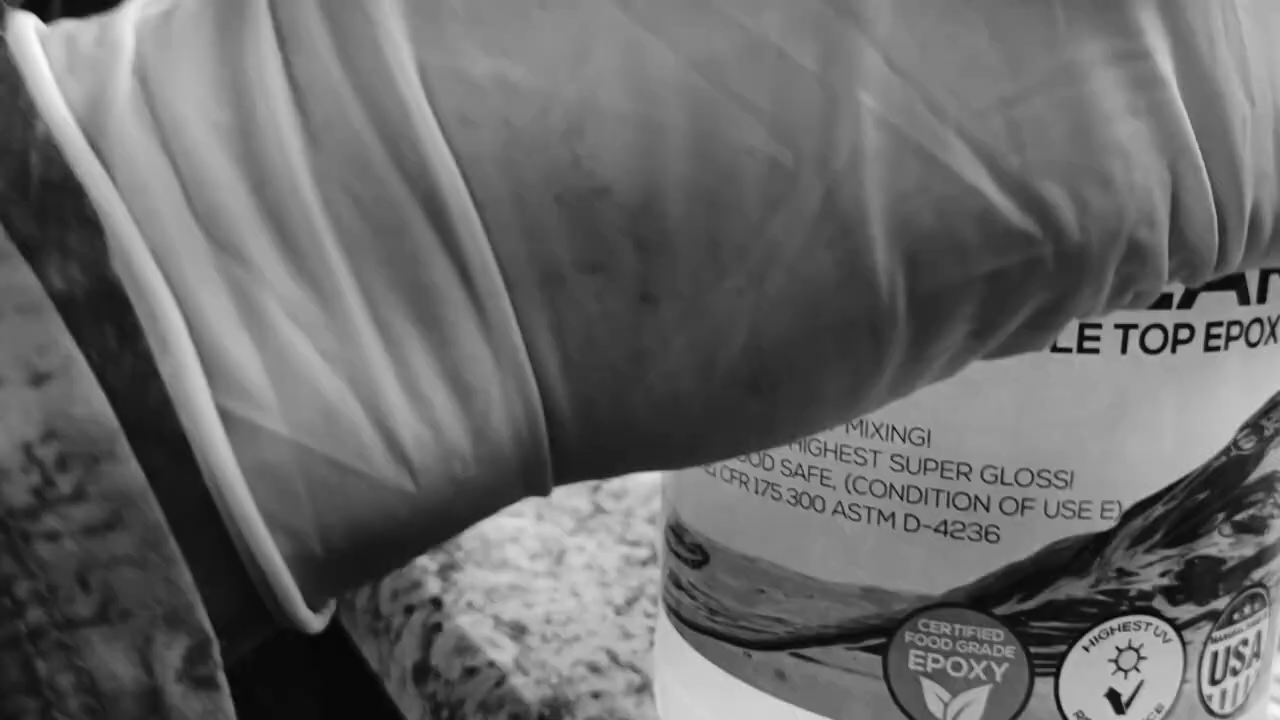 LE TOP EPOX
MIXING!
HIGHEST SUPER GLOSS!
FOOD SAFE, (CONDITION OF USE E)
CFR 175.300 ASTM D-4236
CERTIFIED
FOOD GRADE
EPOXY
HIGHEST UV
USA